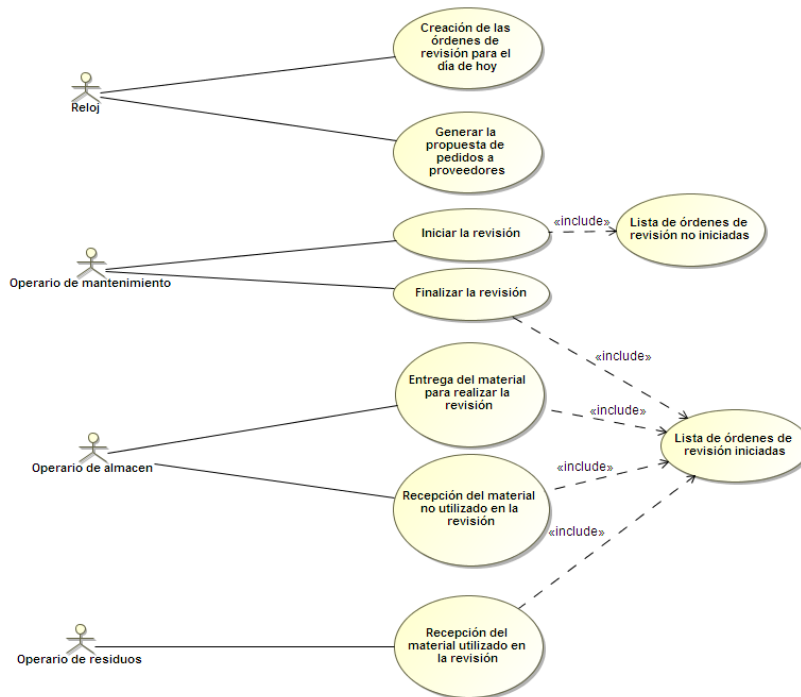 Creación de las
órdenes de
revisión para el
día de hoy
Reloj
Generar la
propuesta de
pedidos a
proveedores
Iniciar la revisión
«include»
Lista de órdenes de
revisión no iniciadas
Operario de mantenimiento
Finalizar la revisión
«include»
Entrega del material
para realizar la
revisión
«include»
Lista de órdenes de
revisión iniciadas
Operario de almacen
«include»
Recepción del material
no utilizado en la
revisión
«include»
Recepción del
material utilizado en
la revisión
Operario de residuos